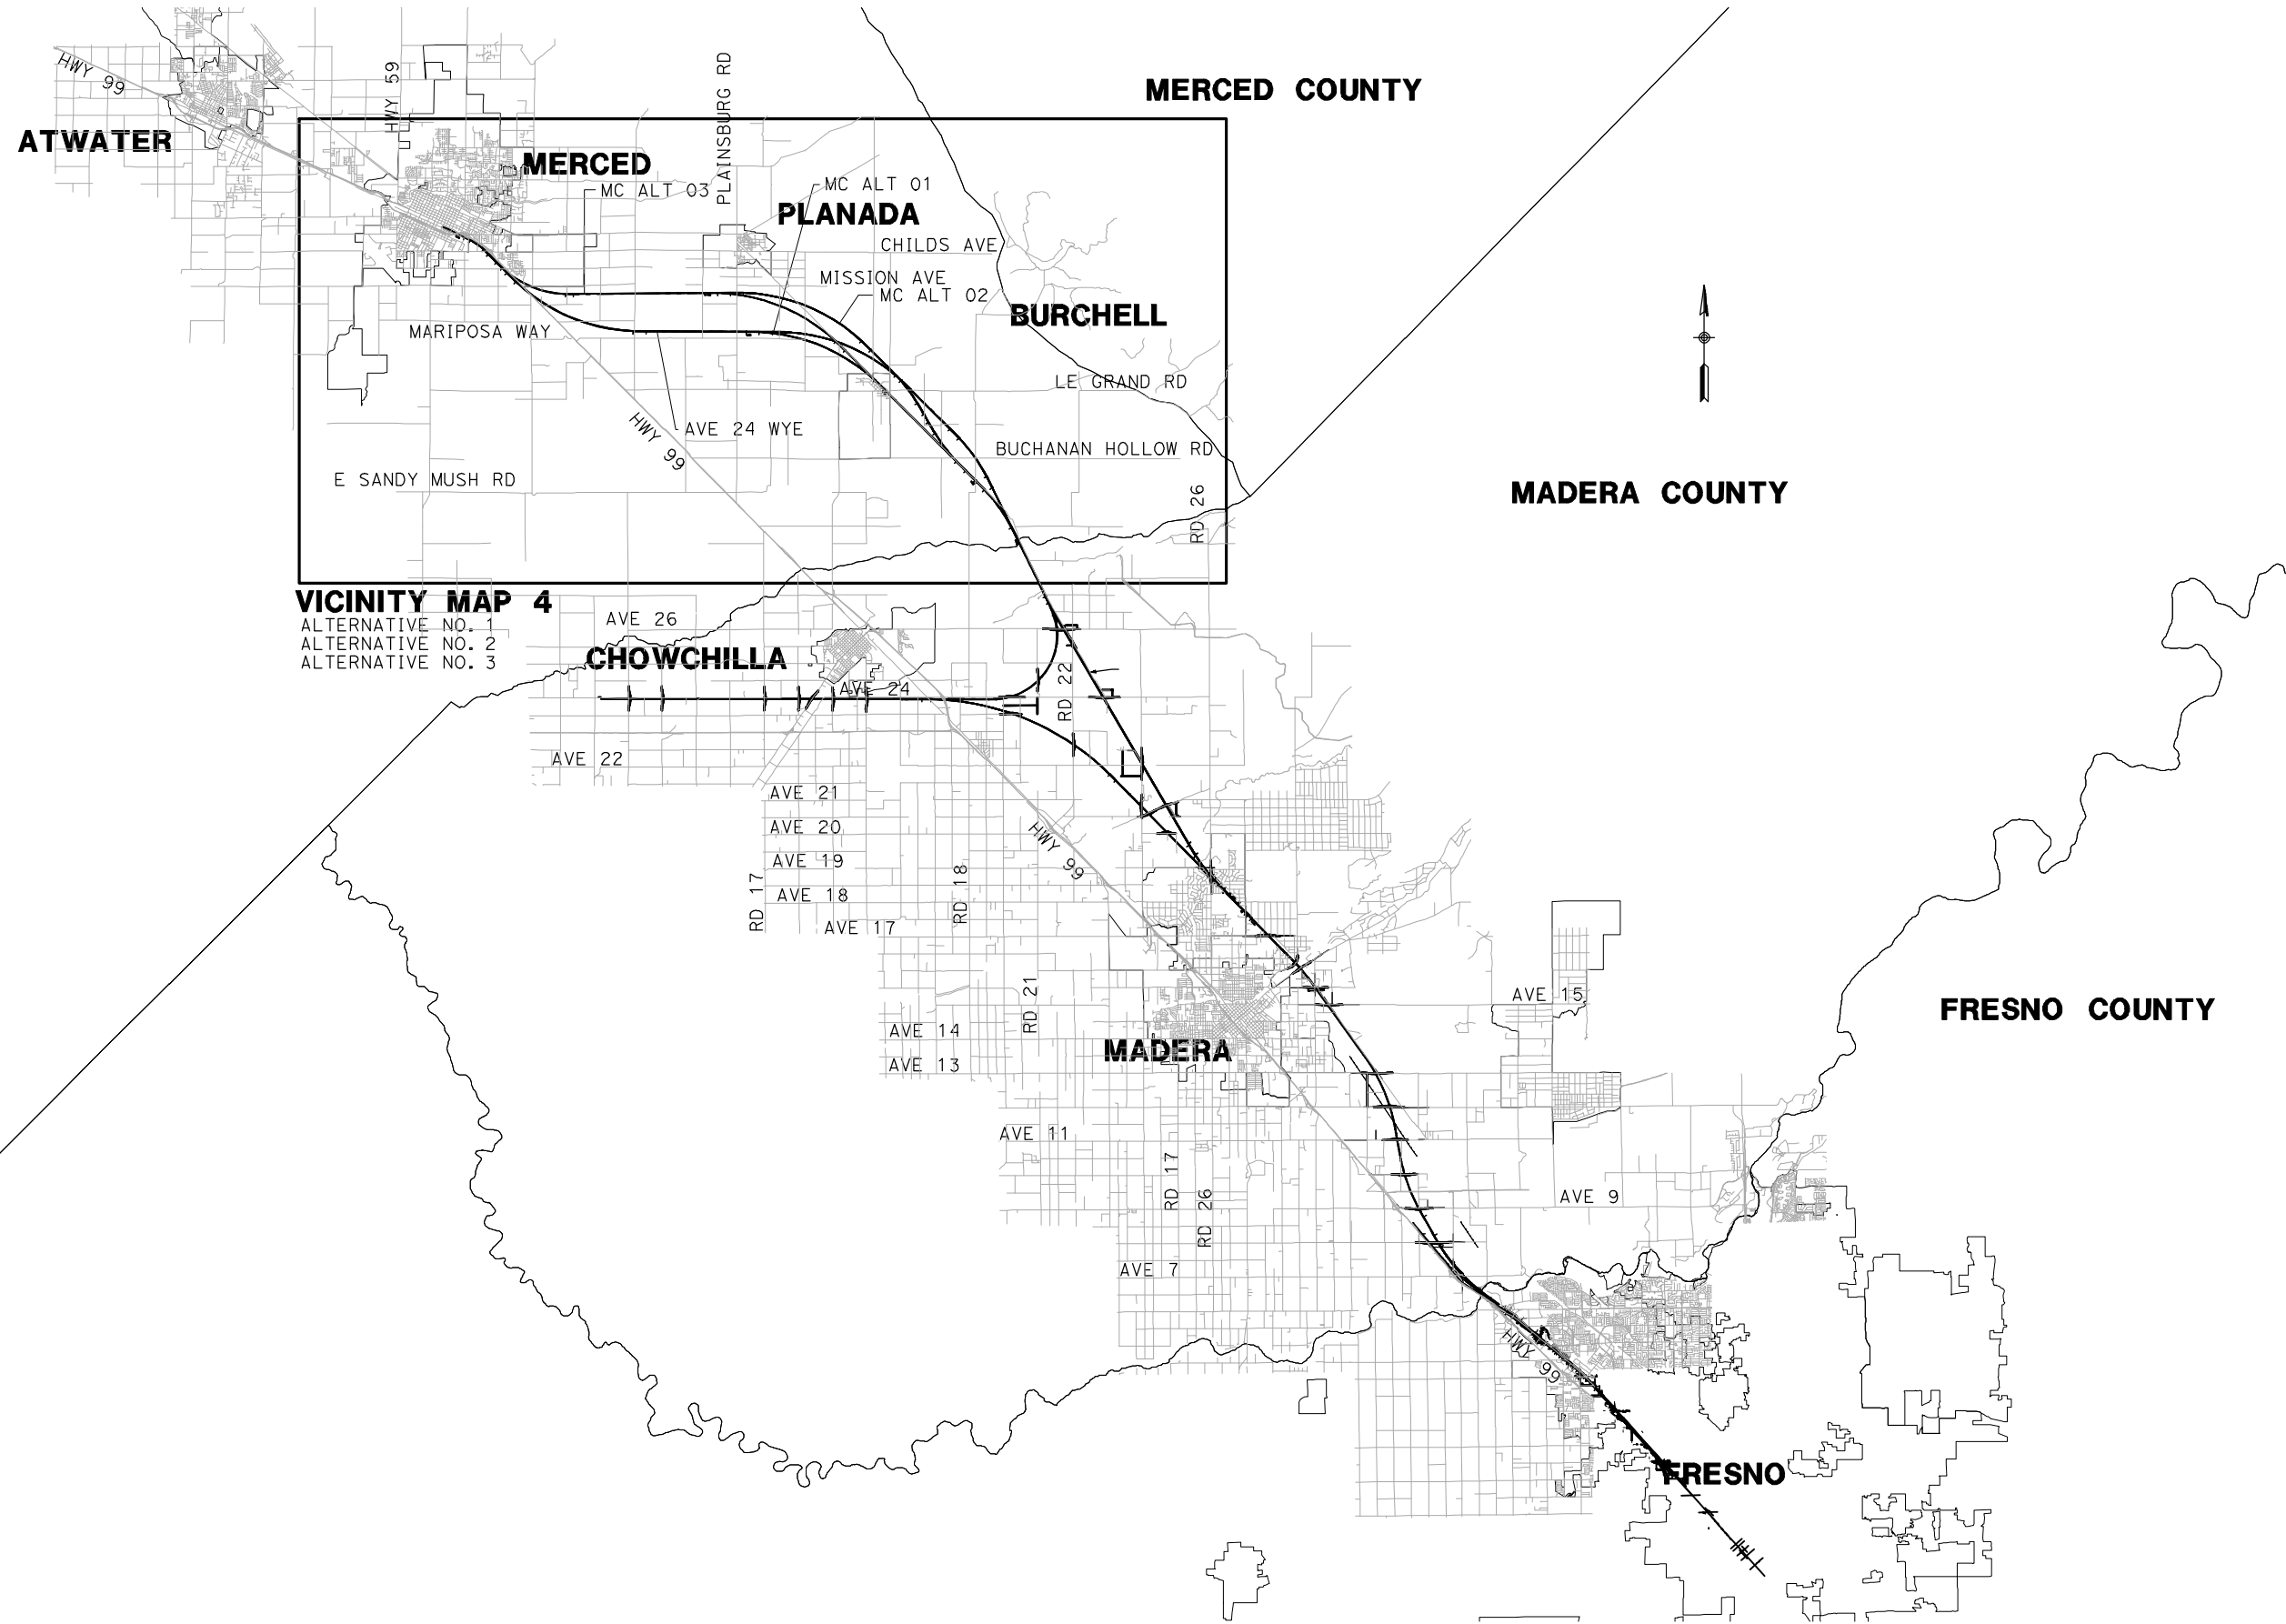 HWY 99
HWY 59
PLAINSBURG RD
MERCED COUNTY
ATWATER
MERCED
MC ALT 03
MC ALT 01
PLANADA
CHILDS AVE
MISSION AVE
MC ALT 02
BURCHELL
MARIPOSA WAY
LE GRAND RD
AVE 24 WYE
HWY 99
BUCHANAN HOLLOW RD
E SANDY MUSH RD
RD 26
MADERA COUNTY
VICINITY MAP 4
ALTERNATIVE NO. 1
ALTERNATIVE NO. 2
ALTERNATIVE NO. 3
AVE 26
CHOWCHILLA
AVE 24
RD 22
AVE 22
AVE 21
AVE 20
HWY 99
AVE 19
RD 17
AVE 18
RD 18
AVE 17
RD 21
AVE 15
FRESNO COUNTY
AVE 14
MADERA
AVE 13
AVE 11
RD 17
RD 26
AVE 9
AVE 7
HWY 99
FRESNO